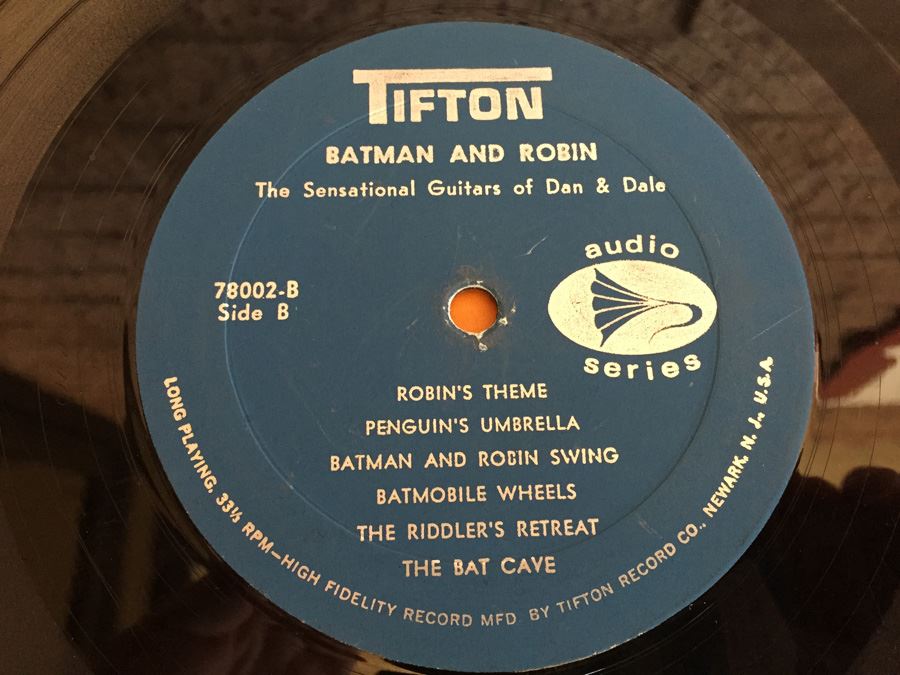 TIFTON
BATMAN AND ROBIN
The Sensational Guitars of Dan & Dale
audio
series
78002-B
Side B
ROBIN'S THEME
PENGUIN'S UMBRELLA
BATMAN AND ROBIN SWING
BATMOBILE WHEELS
THE RIDDLER'S RETREAT
THE BAT CAVE
LONG PLAYING, 33⅓ RPM—HIGH FIDELITY RECORD MFD BY TIFTON RECORD CO., NEWARK, N. J., U.S.A.